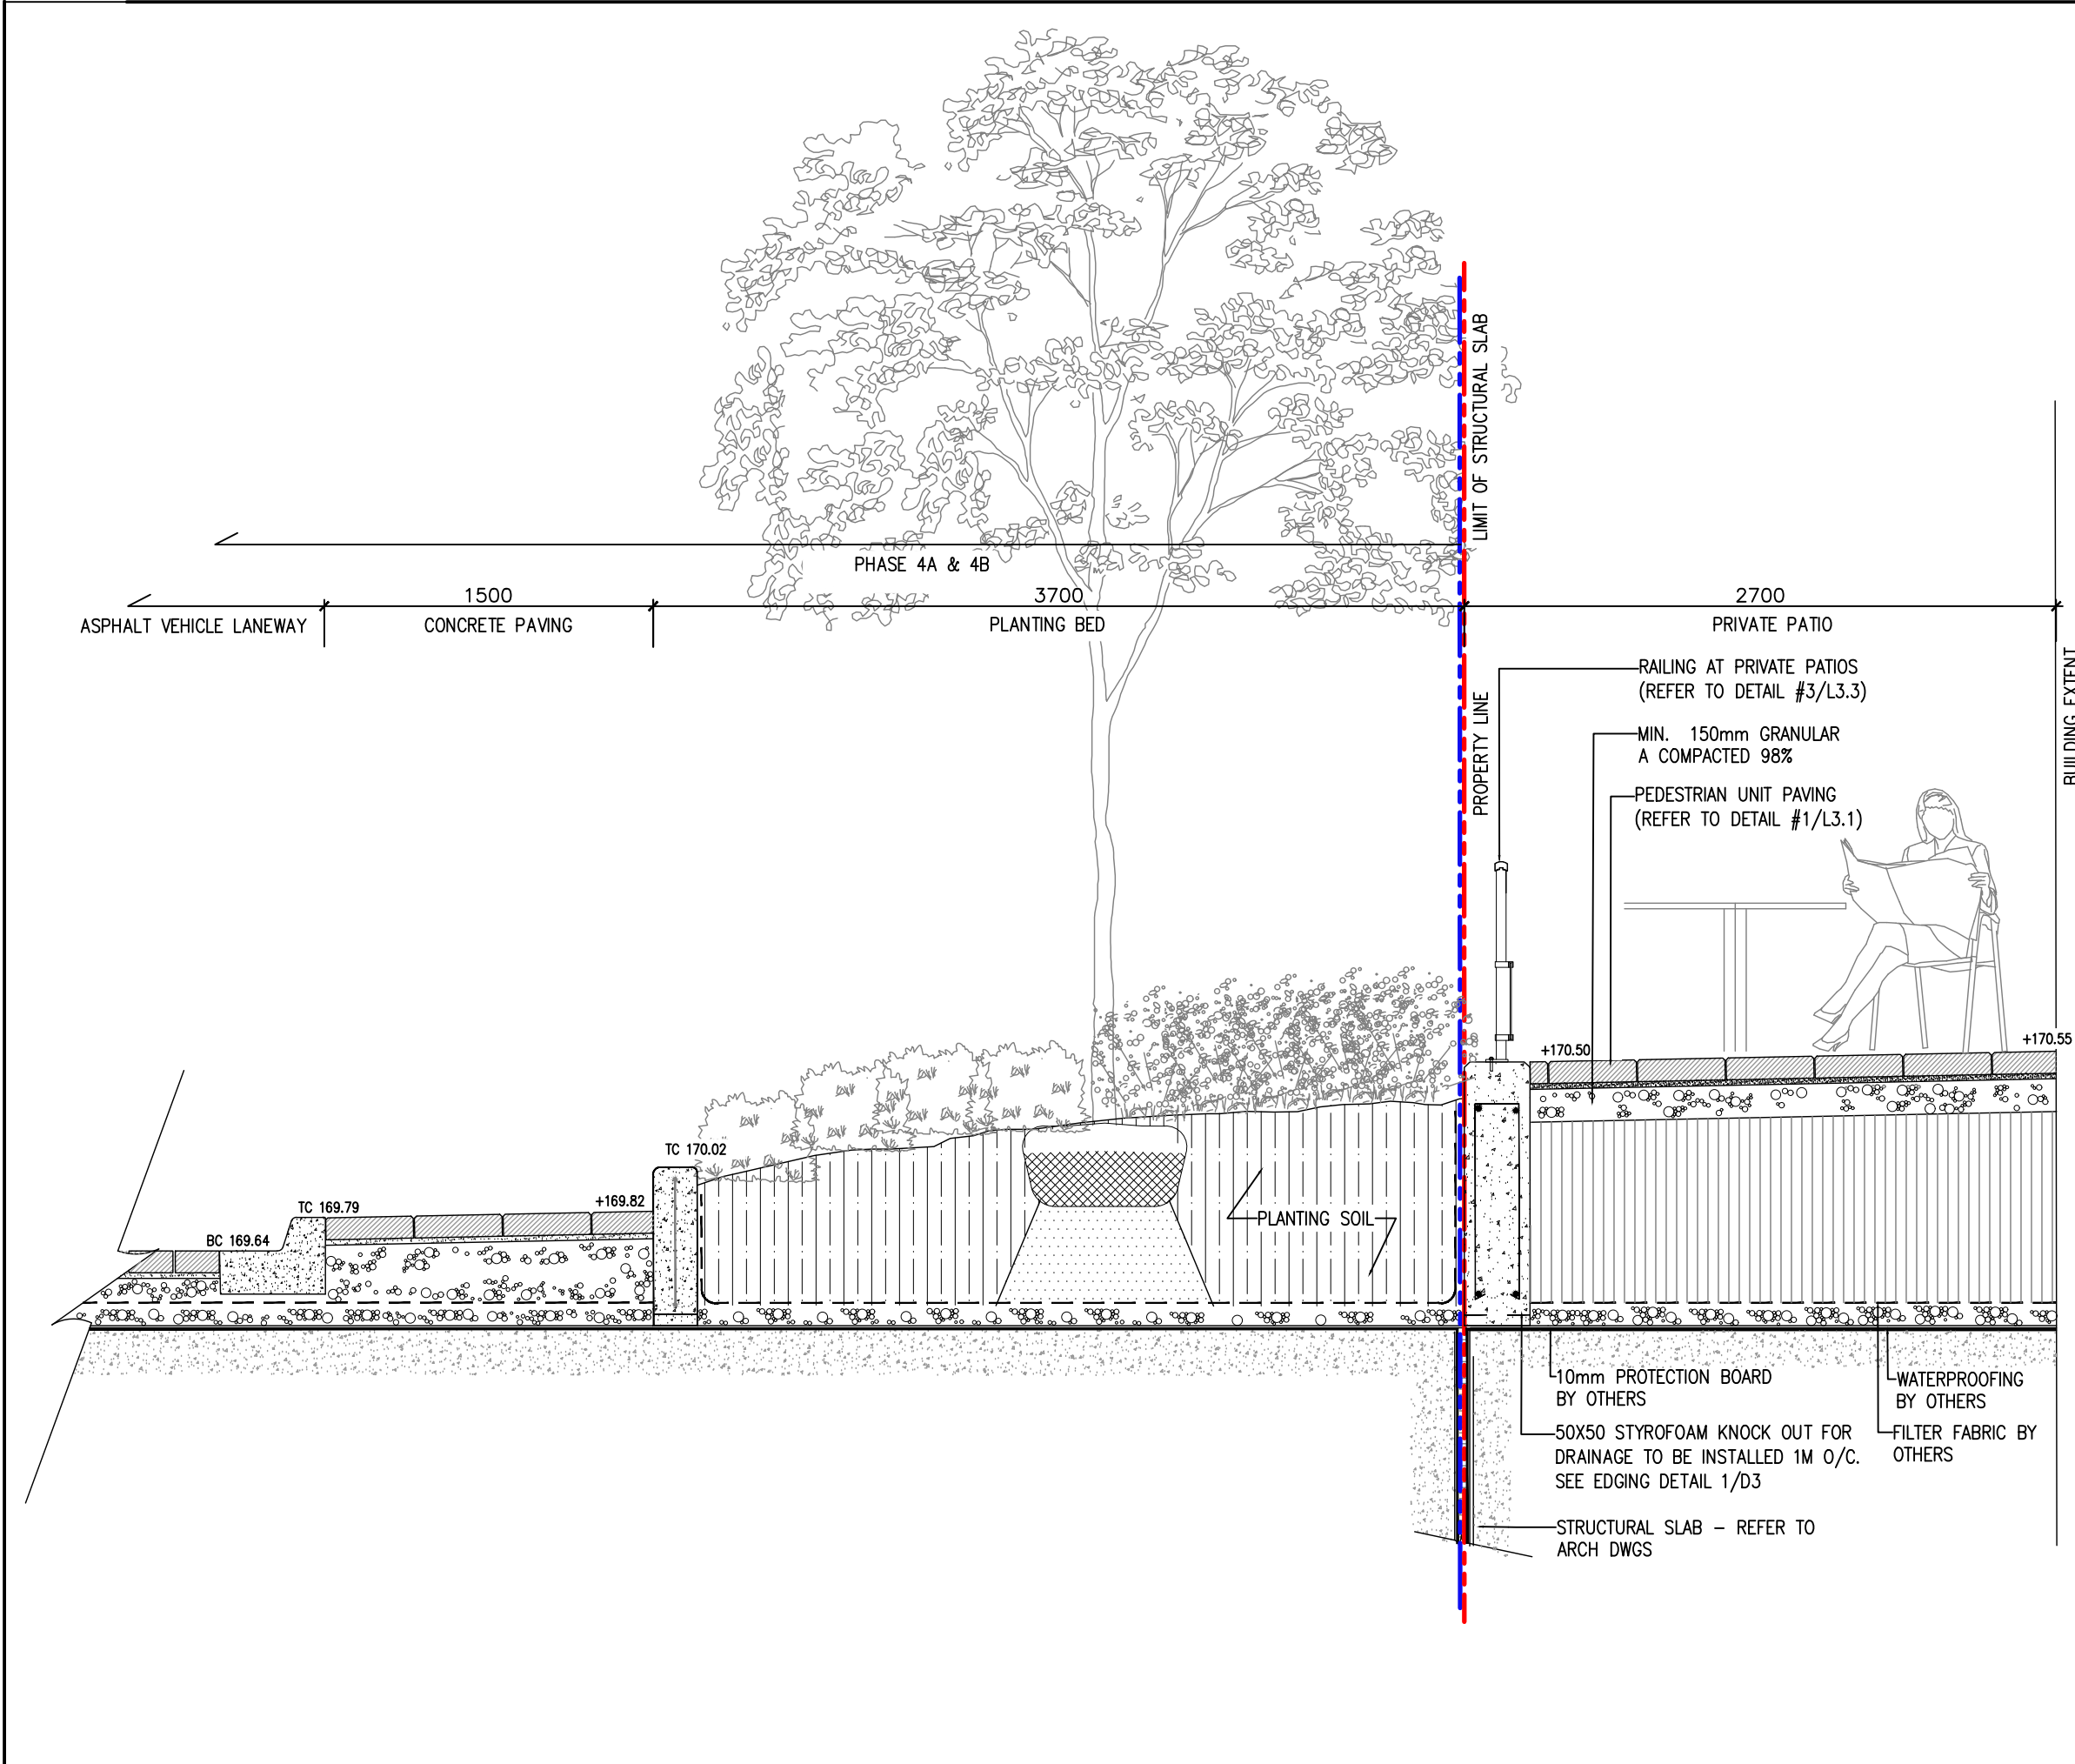 LIMIT OF STRUCTURAL SLAB
PHASE 4A & 4B
1500
3700
2700
ASPHALT VEHICLE LANEWAY
CONCRETE PAVING
PLANTING BED
PRIVATE PATIO
BUILDING EXTENT
PROPERTY LINE
RAILING AT PRIVATE PATIOS
(REFER TO DETAIL #3/L3.3)
MIN. 150mm GRANULAR
A COMPACTED 98%
PEDESTRIAN UNIT PAVING
(REFER TO DETAIL #1/L3.1)
+170.50
+170.55
TC 170.02
TC 169.79
+169.82
BC 169.64
PLANTING SOIL
10mm PROTECTION BOARD
BY OTHERS
WATERPROOFING
BY OTHERS
50X50 STYROFOAM KNOCK OUT FOR
DRAINAGE TO BE INSTALLED 1M O/C.
SEE EDGING DETAIL 1/D3
FILTER FABRIC BY
OTHERS
STRUCTURAL SLAB – REFER TO
ARCH DWGS